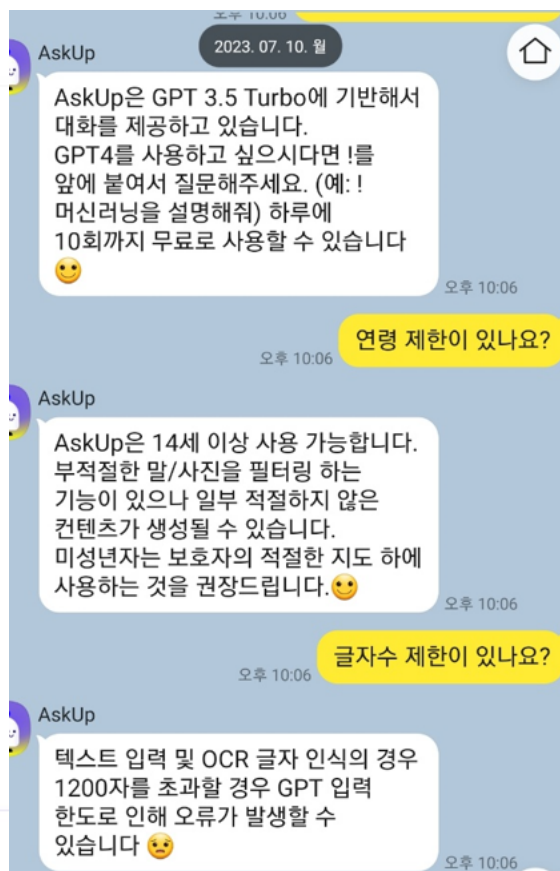 오후 10:06
2023. 07. 10. 월
AskUp
AskUp은 GPT 3.5 Turbo에 기반해서
대화를 제공하고 있습니다.
GPT4를 사용하고 싶으시다면 !를
앞에 붙여서 질문해주세요. (예: !
머신러닝을 설명해줘) 하루에
10회까지 무료로 사용할 수 있습니다
오후 10:06
연령 제한이 있나요?
오후 10:06
AskUp
AskUp은 14세 이상 사용 가능합니다.
부적절한 말/사진을 필터링 하는
기능이 있으나 일부 적절하지 않은
컨텐츠가 생성될 수 있습니다.
미성년자는 보호자의 적절한 지도 하에
사용하는 것을 권장드립니다.
오후 10:06
글자수 제한이 있나요?
오후 10:06
AskUp
텍스트 입력 및 OCR 글자 인식의 경우
1200자를 초과할 경우 GPT 입력
한도로 인해 오류가 발생할 수
있습니다
오후 10:06